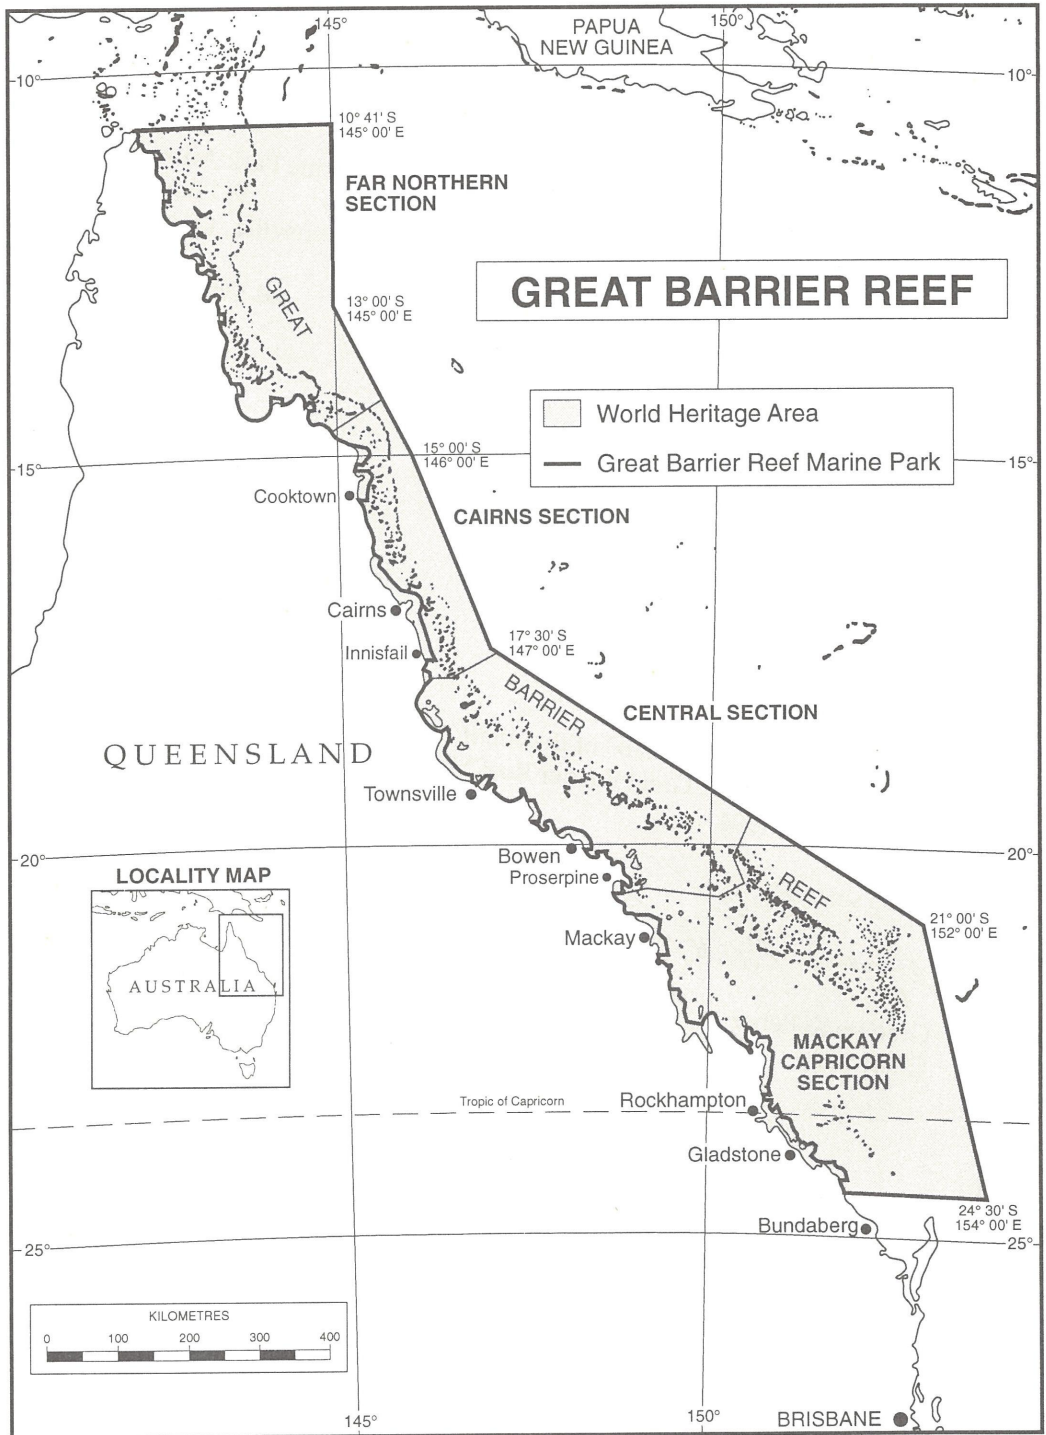 145°
150°
PAPUA
NEW GUINEA
10°
10°
10° 41' S
145° 00' E
FAR NORTHERN
SECTION
GREAT BARRIER REEF
GREAT
13° 00' S
145° 00' E
World Heritage Area
Great Barrier Reef Marine Park
15° 00' S
146° 00' E
15°
15°
Cooktown
CAIRNS SECTION
Cairns
Innisfail
17° 30' S
147° 00' E
BARRIER
CENTRAL SECTION
QUEENSLAND
Townsville
Bowen
20°
20°
Proserpine
LOCALITY MAP
AUSTRALIA
REEF
21° 00' S
152° 00' E
Mackay
MACKAY /
CAPRICORN
SECTION
Tropic of Capricorn
Rockhampton
Gladstone
24° 30' S
154° 00' E
Bundaberg
25°
25°
KILOMETRES
0 100 200 300 400
145°
150°
BRISBANE